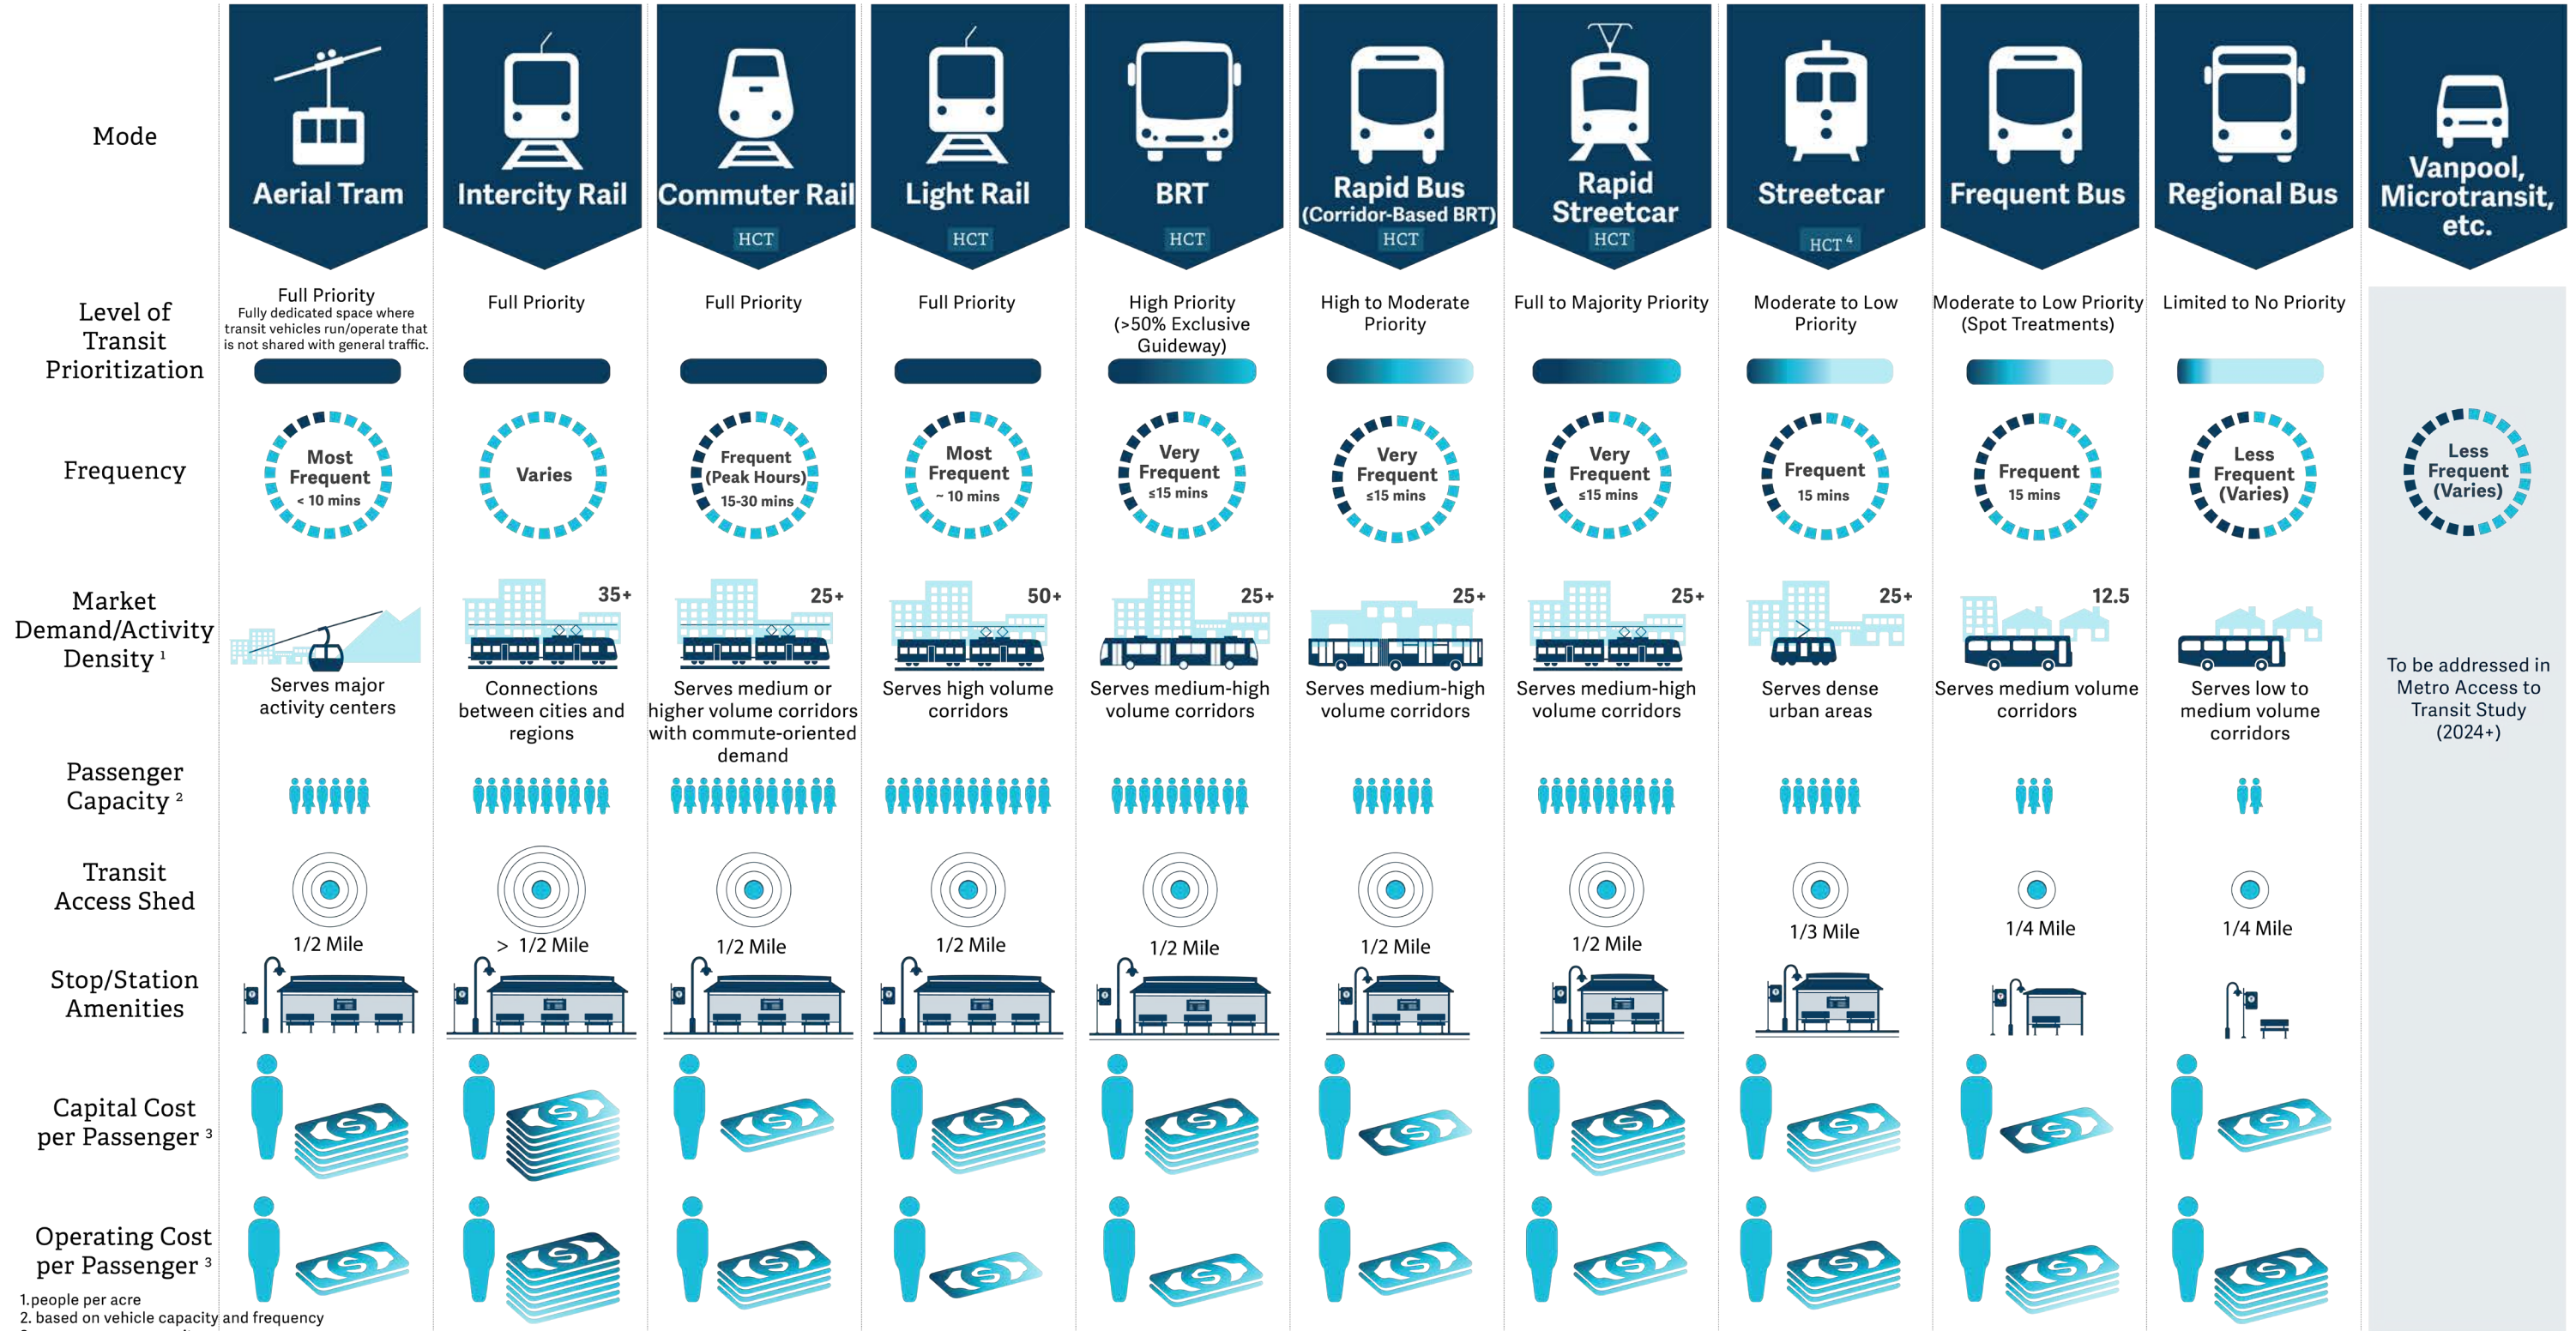 Mode
Aerial Tram
Intercity Rail
Commuter Rail
HCT
Light Rail
HCT
BRT
HCT
Rapid Bus
(Corridor-Based BRT)
HCT
Rapid
Streetcar
HCT
Streetcar
HCT 4
Frequent Bus
Regional Bus
Vanpool,
Microtransit,
etc.
Level of
Transit
Prioritization
Full Priority
Fully dedicated space where
transit vehicles run/operate that
is not shared with general traffic.
Full Priority
Full Priority
Full Priority
High Priority
(>50% Exclusive
Guideway)
High to Moderate
Priority
Full to Majority Priority
Moderate to Low
Priority
Moderate to Low Priority
(Spot Treatments)
Limited to No Priority
Frequency
Most
Frequent
< 10 mins
Varies
Frequent
(Peak Hours)
15-30 mins
Most
Frequent
~ 10 mins
Very
Frequent
≤15 mins
Very
Frequent
≤15 mins
Very
Frequent
≤15 mins
Frequent
15 mins
Frequent
15 mins
Less
Frequent
(Varies)
Less
Frequent
(Varies)
Market
Demand/Activity
Density 1
Serves major
activity centers
35+
Connections
between cities and
regions
25+
Serves medium or
higher volume corridors
with commute-oriented
demand
50+
Serves high volume
corridors
25+
Serves medium-high
volume corridors
25+
Serves medium-high
volume corridors
25+
Serves medium-high
volume corridors
25+
Serves dense
urban areas
12.5
Serves medium volume
corridors
Serves low to
medium volume
corridors
To be addressed in
Metro Access to
Transit Study
(2024+)
Passenger
Capacity 2
Transit
Access Shed
1/2 Mile
> 1/2 Mile
1/2 Mile
1/2 Mile
1/2 Mile
1/2 Mile
1/2 Mile
1/3 Mile
1/4 Mile
1/4 Mile
Stop/Station
Amenities
Capital Cost
per Passenger 3
Operating Cost
per Passenger 3
1.people per acre
2. based on vehicle capacity and frequency